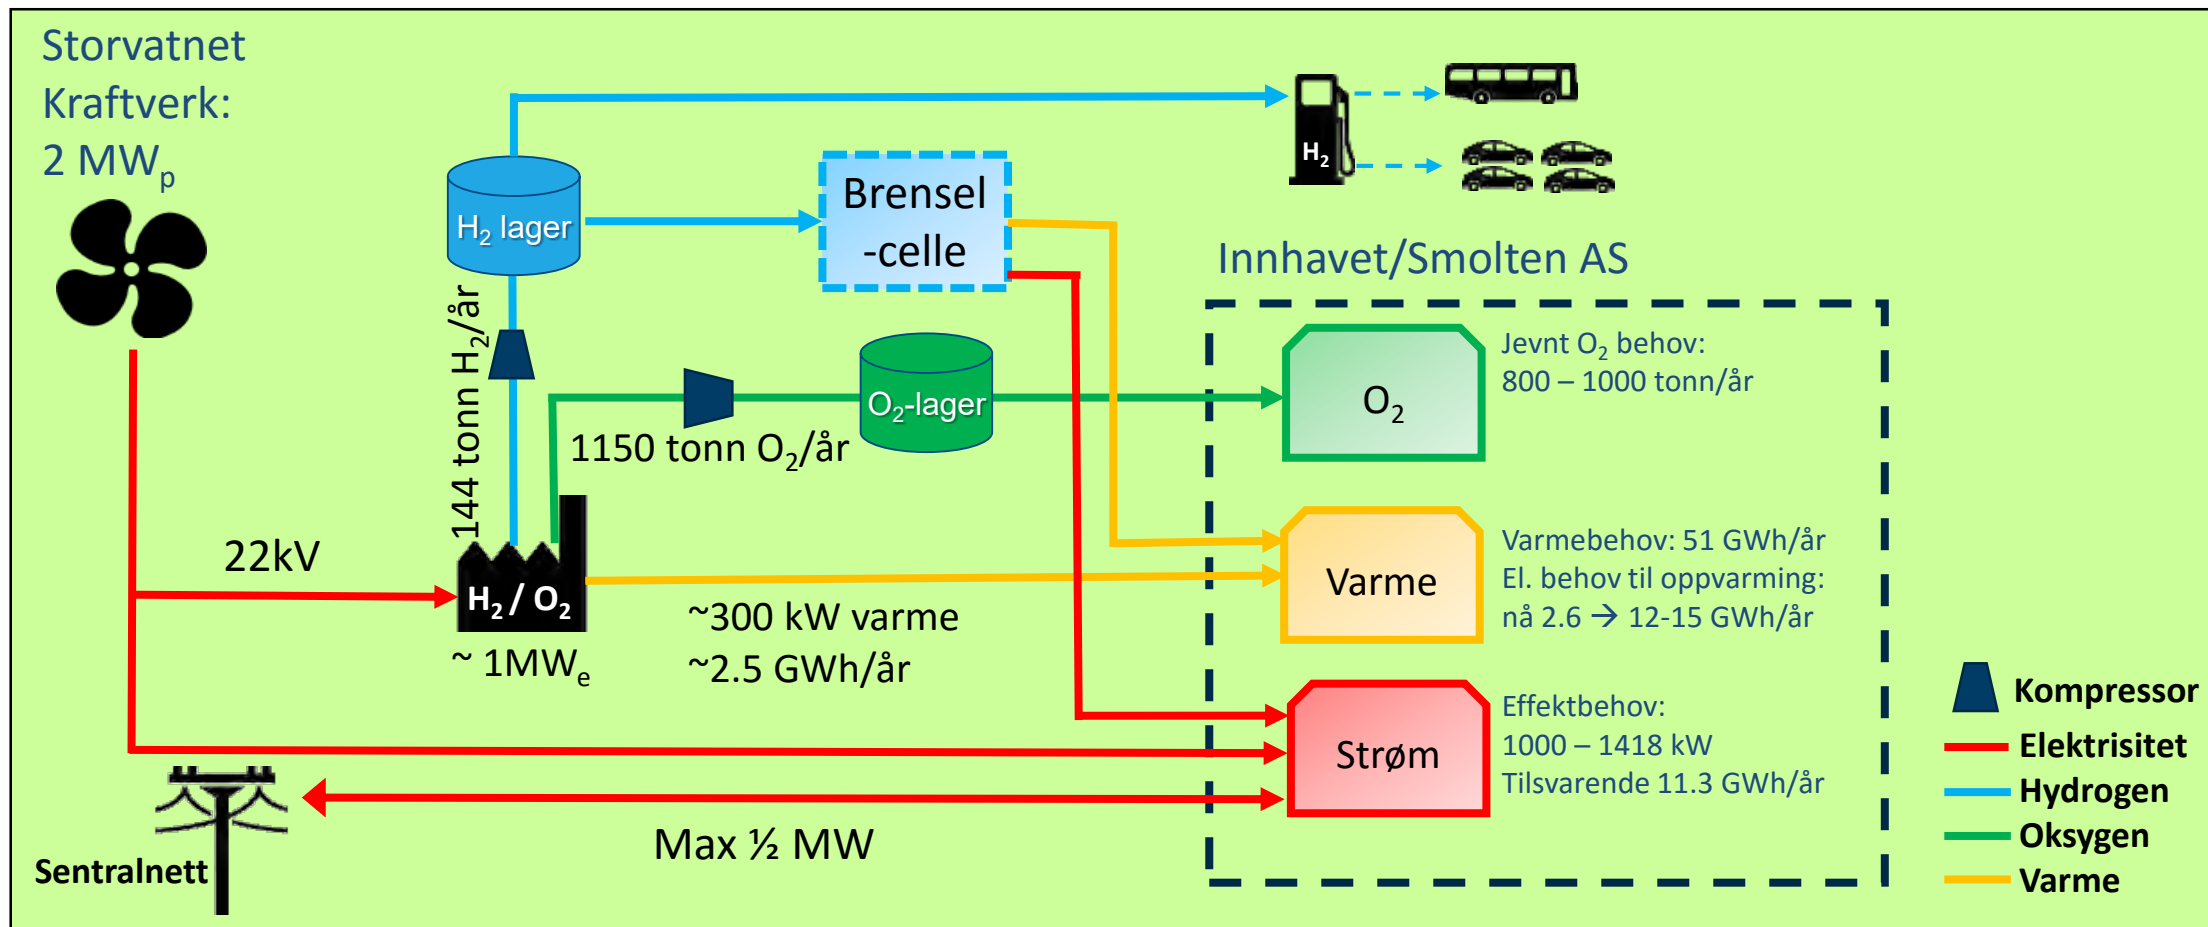 Storvatnet
Kraftverk:
2 MWp
H2
H2 lager
Brensel
-celle
Innhavet/Smolten AS
144 tonn H2/år
O2-lager
1150 tonn O2/år
O2
Jevnt O2 behov:
800 – 1000 tonn/år
22kV
H2 / O2
~ 1MWe
~300 kW varme
~2.5 GWh/år
Varme
Varmebehov: 51 GWh/år
El. behov til oppvarming:
nå 2.6 → 12-15 GWh/år
Strøm
Effektbehov:
1000 – 1418 kW
Tilsvarende 11.3 GWh/år
Max ½ MW
Sentralnett
Kompressor
Elektrisitet
Hydrogen
Oksygen
Varme